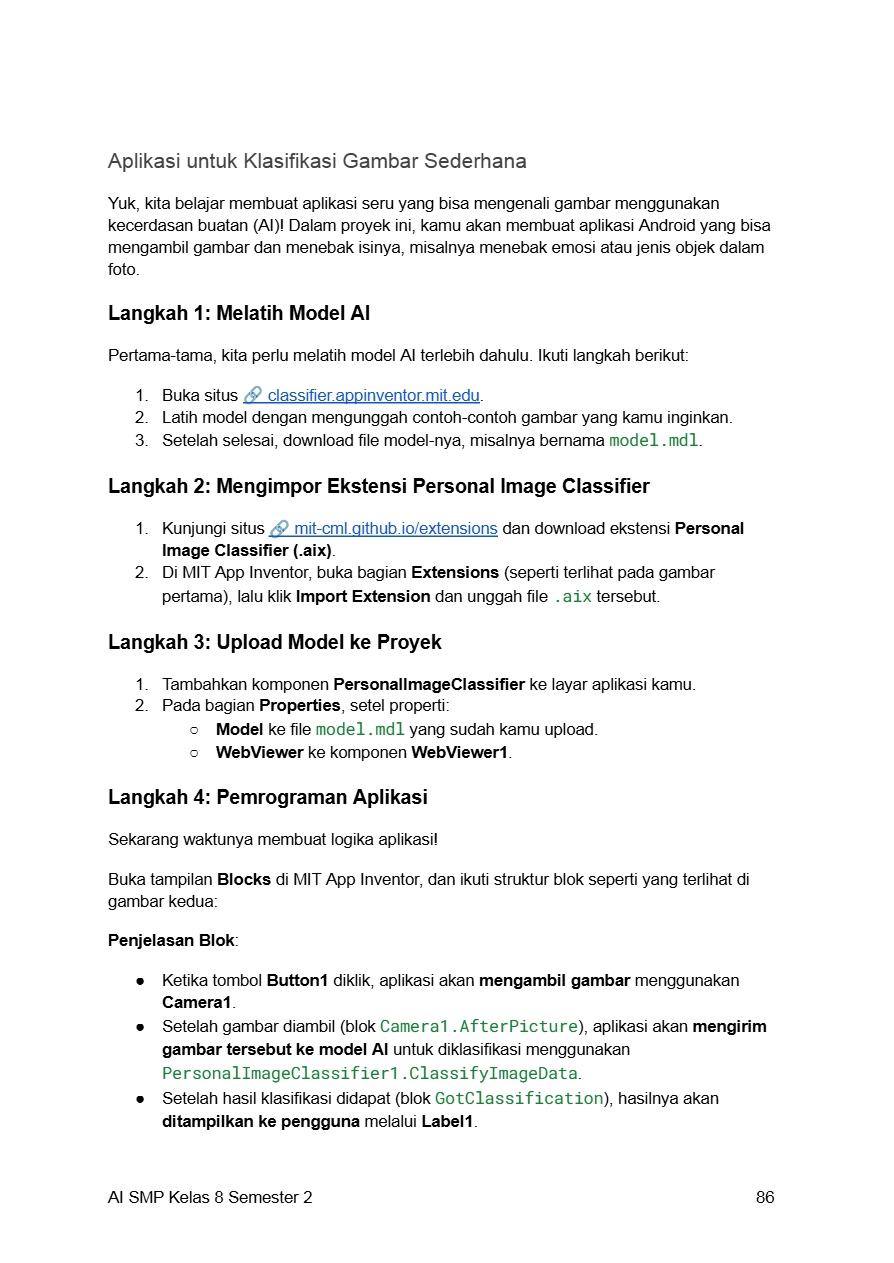 Aplikasi untuk Klasifikasi Gambar Sederhana
Yuk, kita belajar membuat aplikasi seru yang bisa mengenali gambar menggunakan
kecerdasan buatan (AI)! Dalam proyek ini, kamu akan membuat aplikasi Android yang bisa
mengambil gambar dan menebak isinya, misalnya menebak emosi atau jenis objek dalam
foto.
Langkah 1: Melatih Model AI
Pertama-tama, kita perlu melatih model AI terlebih dahulu. Ikuti langkah berikut:
1. Buka situs 🔗 classifier.appinventor.mit.edu.
2. Latih model dengan mengunggah contoh-contoh gambar yang kamu inginkan.
3. Setelah selesai, download file model-nya, misalnya bernama model.mdl.
Langkah 2: Mengimpor Ekstensi Personal Image Classifier
1. Kunjungi situs 🔗 mit-cml.github.io/extensions dan download ekstensi Personal
Image Classifier (.aix).
2. Di MIT App Inventor, buka bagian Extensions (seperti terlihat pada gambar
pertama), lalu klik Import Extension dan unggah file .aix tersebut.
Langkah 3: Upload Model ke Proyek
1. Tambahkan komponen PersonalImageClassifier ke layar aplikasi kamu.
2. Pada bagian Properties, setel properti:
○ Model ke file model.mdl yang sudah kamu upload.
○ WebViewer ke komponen WebViewer1.
Langkah 4: Pemrograman Aplikasi
Sekarang waktunya membuat logika aplikasi!
Buka tampilan Blocks di MIT App Inventor, dan ikuti struktur blok seperti yang terlihat di
gambar kedua:
Penjelasan Blok:
● Ketika tombol Button1 diklik, aplikasi akan mengambil gambar menggunakan
Camera1.
● Setelah gambar diambil (blok Camera1.AfterPicture), aplikasi akan mengirim
gambar tersebut ke model AI untuk diklasifikasi menggunakan
PersonalImageClassifier1.ClassifyImageData.
● Setelah hasil klasifikasi didapat (blok GotClassification), hasilnya akan
ditampilkan ke pengguna melalui Label1.
AI SMP Kelas 8 Semester 2 86